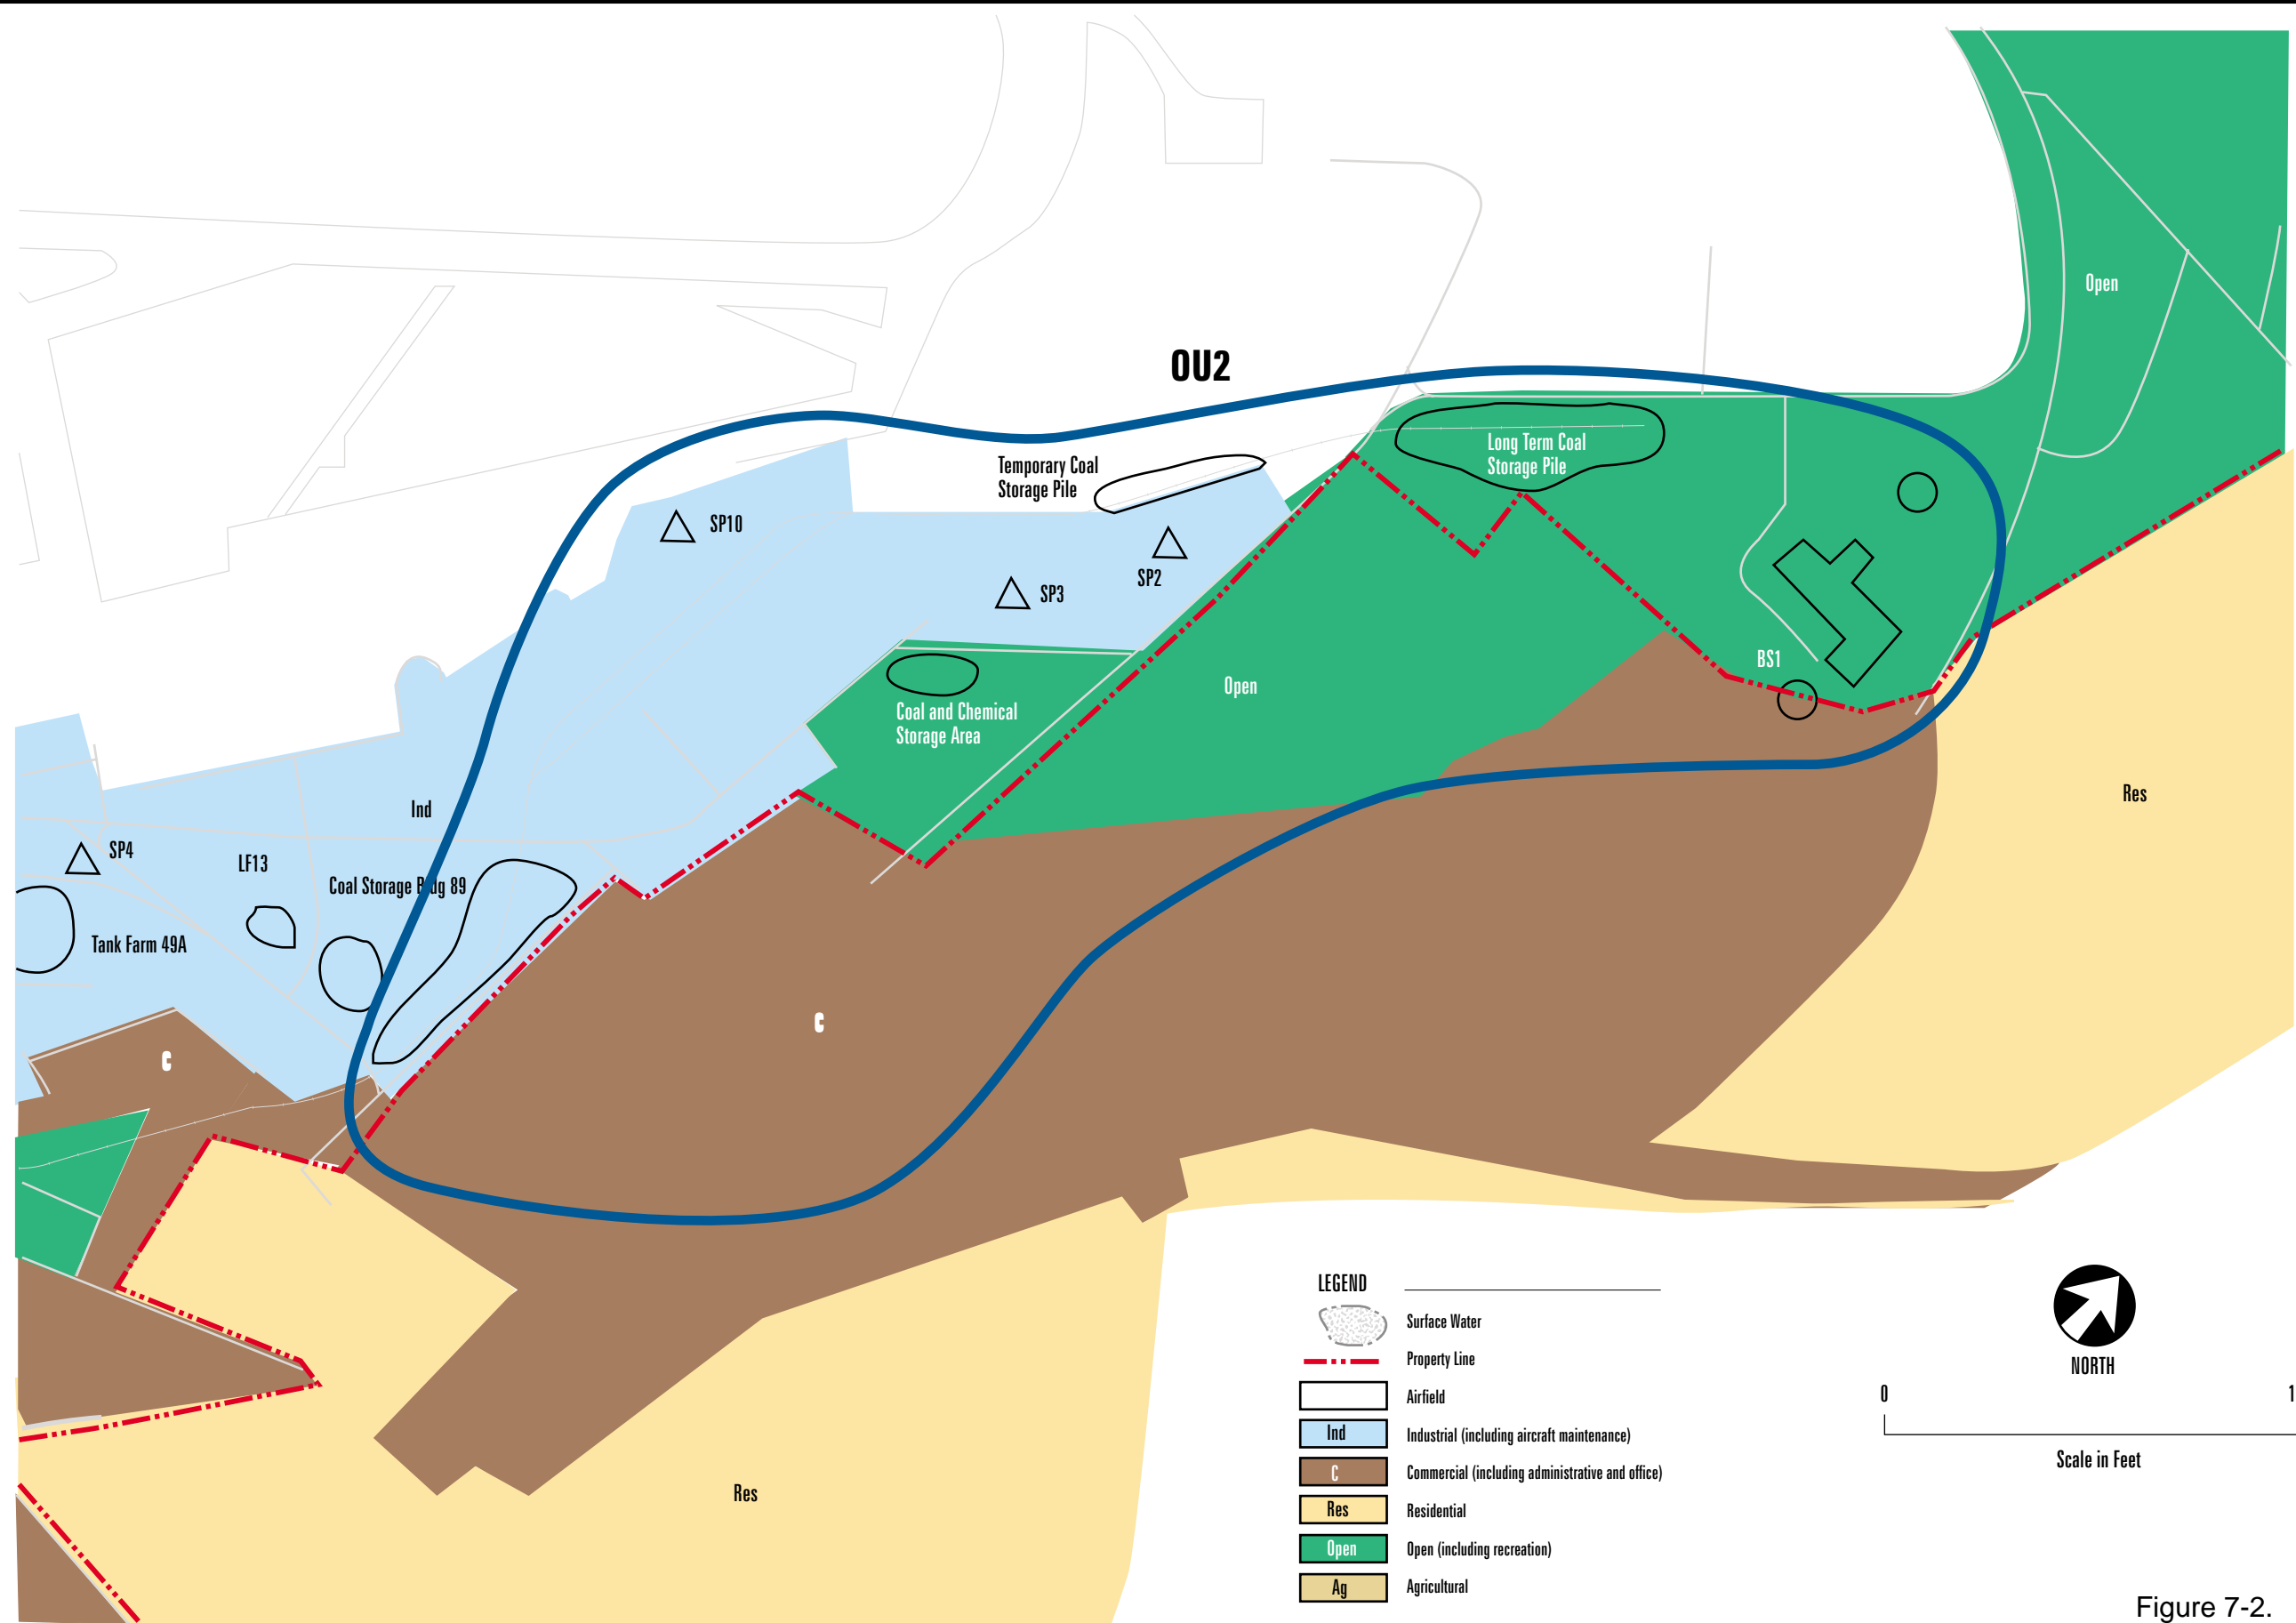 Open
OU2
Long Term Coal
Storage Pile
Temporary Coal
Storage Pile
SP10
SP2
SP3
BS1
Open
Coal and Chemical
Storage Area
Res
Ind
SP4
LF13
Coal Storage Bldg 89
Tank Farm 49A
C
C
LEGEND
Surface Water
Property Line
Airfield
Ind Industrial (including aircraft maintenance)
C Commercial (including administrative and office)
Res Residential
Open Open (including recreation)
Ag Agricultural
NORTH
0 1
Scale in Feet
Res
Figure 7-2.